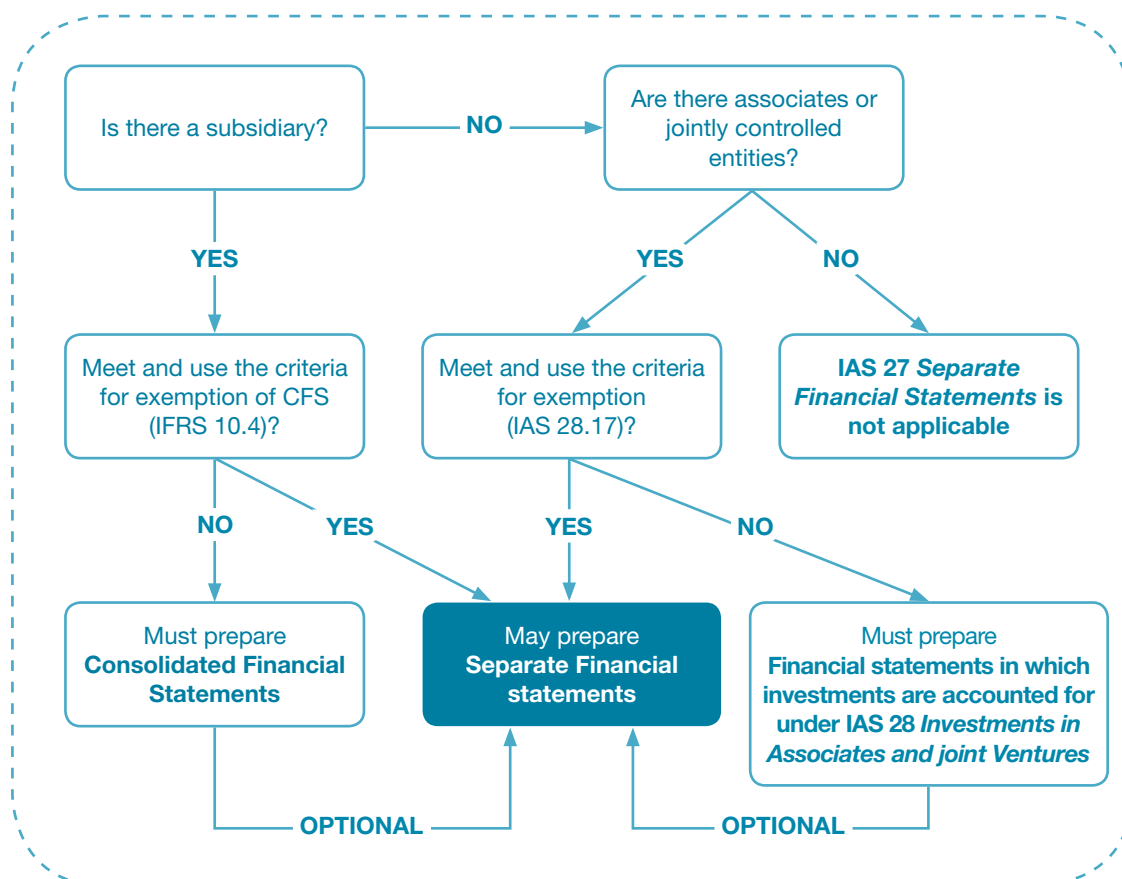 Is there a subsidiary?
NO
Are there associates or
jointly controlled
entities?
YES
YES
NO
Meet and use the criteria
for exemption of CFS
(IFRS 10.4)?
Meet and use the criteria
for exemption
(IAS 28.17)?
IAS 27 Separate
Financial Statements is
not applicable
NO
YES
YES
NO
Must prepare
Consolidated Financial
Statements
May prepare
Separate Financial
statements
Must prepare
Financial statements in which
investments are accounted for
under IAS 28 Investments in
Associates and joint Ventures
OPTIONAL
OPTIONAL